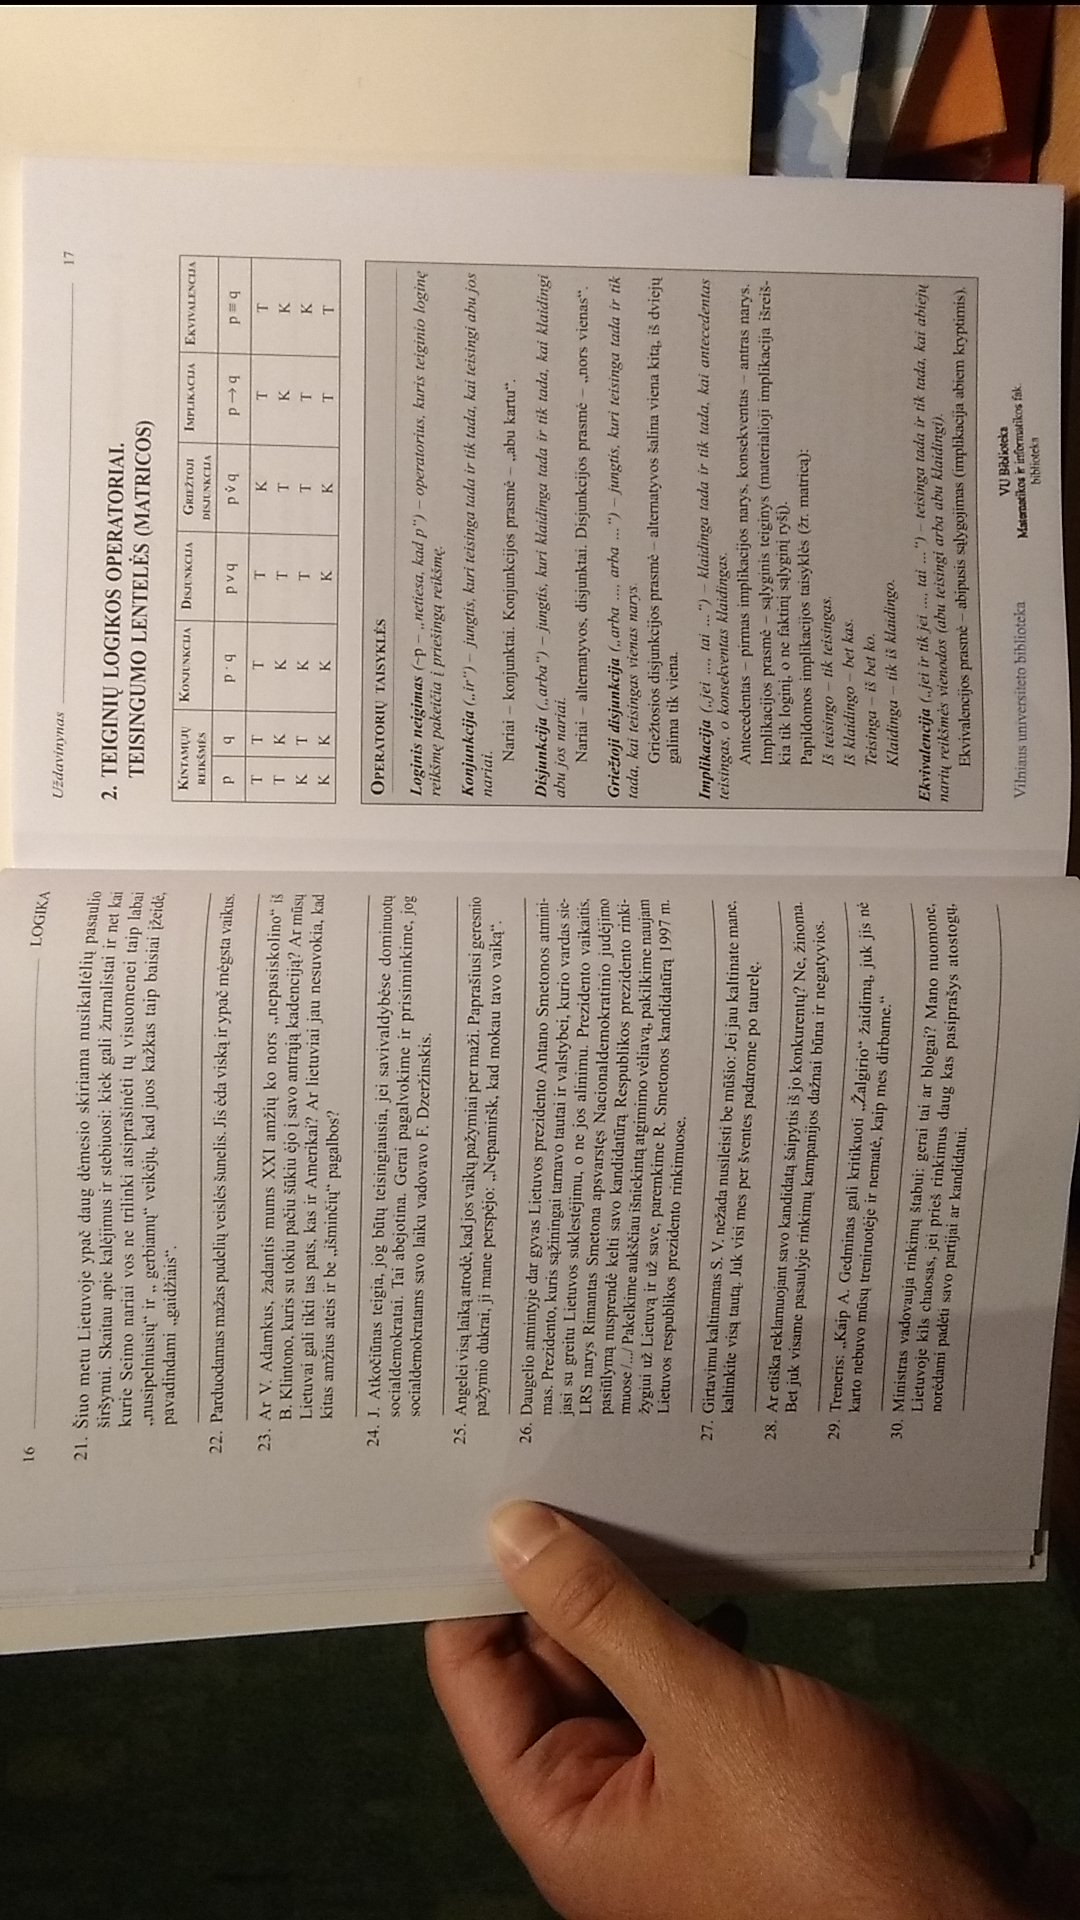 16 LOGIKA
21. Šiuo metu Lietuvoje ypač daug dėmesio skiriama nusikaltėlių pasaulio
širšynui. Skaitau apie kalėjimus ir stebiuosi: kiek gali žurnalistai ir net kai
kurie Seimo nariai vos ne trilinki atsiprašinėti tų visuomenei taip labai
„nusipelniusių“ ir „ gerbiamų“ veikėjų, kad juos kažkas taip baisiai įžeidė,
pavadindami „gaidžiais“.
22. Parduodamas mažas pudelių veislės šunelis. Jis ėda viską ir ypač mėgsta vaikus.
23. Ar V. Adamkus, žadantis mums XXI amžių ko nors „nepasiskolino“ iš
B. Klintono, kuris su tokiu pačiu šūkiu ėjo į savo antrąją kadenciją? Ar mūsų
Lietuvai gali tikti tas pats, kas ir Amerikai? Ar lietuviai jau nesuvokia, kad
kitas amžius ateis ir be „išminčių“ pagalbos?
24. J. Atkočiūnas teigia, jog būtų teisingiausia, jei savivaldybėse dominuotų
socialdemokratai. Tai abejotina. Gerai pagalvokime ir prisiminkime, jog
socialdemokratams savo laiku vadovavo F. Dzeržinskis.
25. Angelei visą laiką atrodė, kad jos vaikų pažymiai per maži. Paprašiusi geresnio
pažymio dukrai, ji mane perspėjo: „Nepamiršk, kad mokau tavo vaiką“.
26. Daugelio atmintyje dar gyvas Lietuvos prezidento Antano Smetonos atmini-
mas. Prezidento, kuris sąžiningai tarnavo tautai ir valstybei, kurio vardas sie-
jasi su greitu Lietuvos suklestėjimu, o ne jos alinimu. Prezidento vaikaitis,
LRS narys Rimantas Smetona apsvarstęs Nacionaldemokratinio judėjimo
pasiūlymą nusprendė kelti savo kandidatūrą Respublikos prezidento rinki-
muose /.../ Pakelkime aukščiau išniekintą atgimimo vėliavą, pakilkime naujam
žygiui už Lietuvą ir už save, paremkime R. Smetonos kandidatūrą 1997 m.
Lietuvos respublikos prezidento rinkimuose.
27. Girtavimu kaltinamas S. V. nežada nusileisti be mūšio: Jei jau kaltinate mane,
kaltinkite visą tautą. Juk visi mes per šventes padarome po taurelę.
28. Ar etiška reklamuojant savo kandidatą šaipytis iš jo konkurentų? Ne, žinoma.
Bet juk visame pasaulyje rinkimų kampanijos dažnai būna ir negatyvios.
29. Treneris: „Kaip A. Gedminas gali kritikuoti „Žalgirio“ žaidimą, juk jis nė
karto nebuvo mūsų treniruotėje ir nematė, kaip mes dirbame.“
30. Ministras vadovauja rinkimų štabui: gerai tai ar blogai? Mano nuomone,
Lietuvoje kils chaosas, jei prieš rinkimus daug kas pasiprašys atostogų,
norėdami padėti savo partijai ar kandidatui.
Uždavinynas 17
2. TEIGINIŲ LOGIKOS OPERATORIAI.
TEISINGUMO LENTELĖS (MATRICOS)
KINTAMŲJŲ REIKŠMĖS KONJUNKCIJA DISJUNKCIJA GRIEŽTOJI DISJUNKCIJA IMPLIKACIJA EKVIVALENCIJA
p q p · q p v q p v̇ q p → q p ≡ q
T T T T K T T
T K K T T K K
K T K T T T K
K K K K K T T
OPERATORIŲ TAISYKLĖS
Loginis neigimas (~p – „netiesa, kad p“) – operatorius, kuris teiginio loginę
reikšmę pakeičia į priešingą reikšmę.
Konjunkcija („ir“) – jungtis, kuri teisinga tada ir tik tada, kai teisingi abu jos
nariai.
Nariai – konjunktai. Konjunkcijos prasmė – „abu kartu“.
Disjunkcija („arba“) – jungtis, kuri klaidinga tada ir tik tada, kai klaidingi
abu jos nariai.
Nariai – alternatyvos, disjunktai. Disjunkcijos prasmė – „nors vienas“.
Griežtoji disjunkcija („arba ..., arba ...“) – jungtis, kuri teisinga tada ir tik
tada, kai teisingas vienas narys.
Griežtosios disjunkcijos prasmė – alternatyvos šalina viena kitą, iš dviejų
galima tik viena.
Implikacija („jei ..., tai ...“) – klaidinga tada ir tik tada, kai antecedentas
teisingas, o konsekventas klaidingas.
Antecedentas – pirmas implikacijos narys, konsekventas – antras narys.
Implikacijos prasmė – sąlyginis teiginys (materialioji implikacija išreiš-
kia tik loginį, o ne faktinį sąlyginį ryšį).
Papildomos implikacijos taisyklės (žr. matricą):
Iš teisingo – tik teisingas.
Iš klaidingo – bet kas.
Teisinga – iš bet ko.
Klaidinga – tik iš klaidingo.
Ekvivalencija („jei ir tik jei ..., tai ...“) – teisinga tada ir tik tada, kai abiejų
narių reikšmės vienodos (abu teisingi arba abu klaidingi).
Ekvivalencijos prasmė – abipusis sąlygojimas (implikacija abiem kryptimis).
Vilniaus universiteto biblioteka
VU Biblioteka
Matematikos ir informatikos fak.
biblioteka